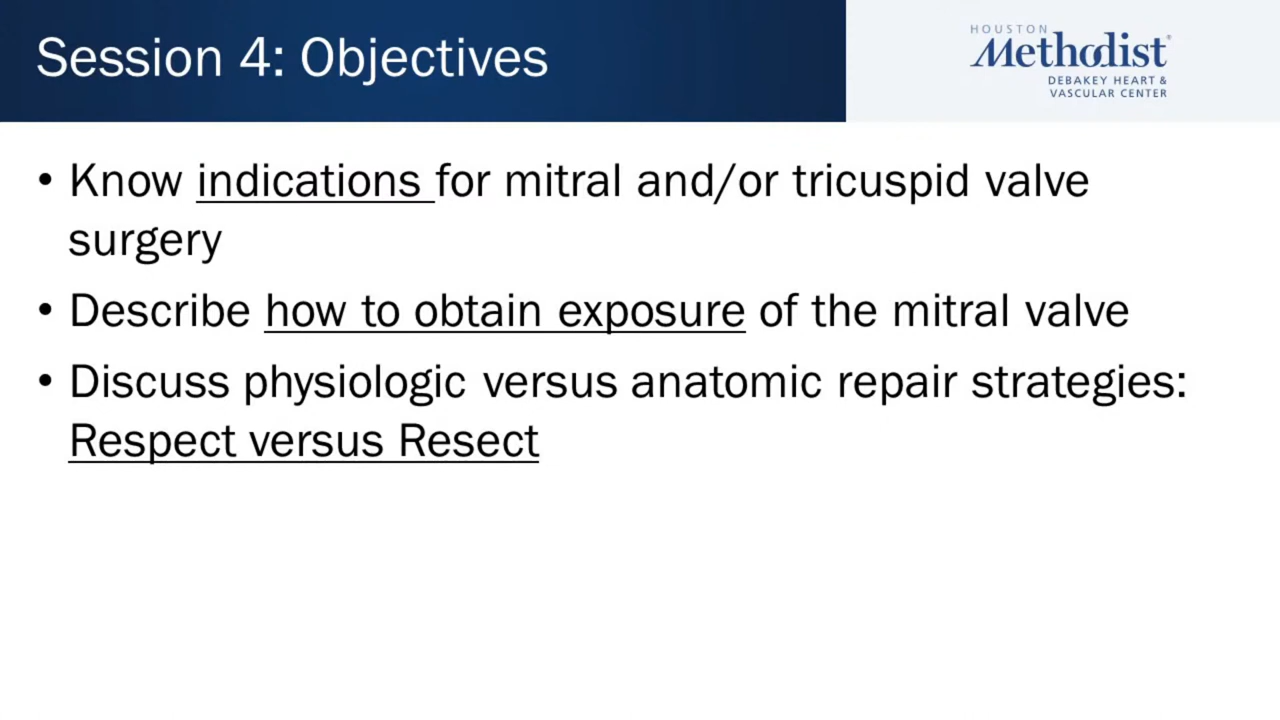 Session 4: Objectives
HOUSTON
Methodist®
DEBAKEY HEART &
VASCULAR CENTER
• Know indications for mitral and/or tricuspid valve
surgery
• Describe how to obtain exposure of the mitral valve
• Discuss physiologic versus anatomic repair strategies:
Respect versus Resect